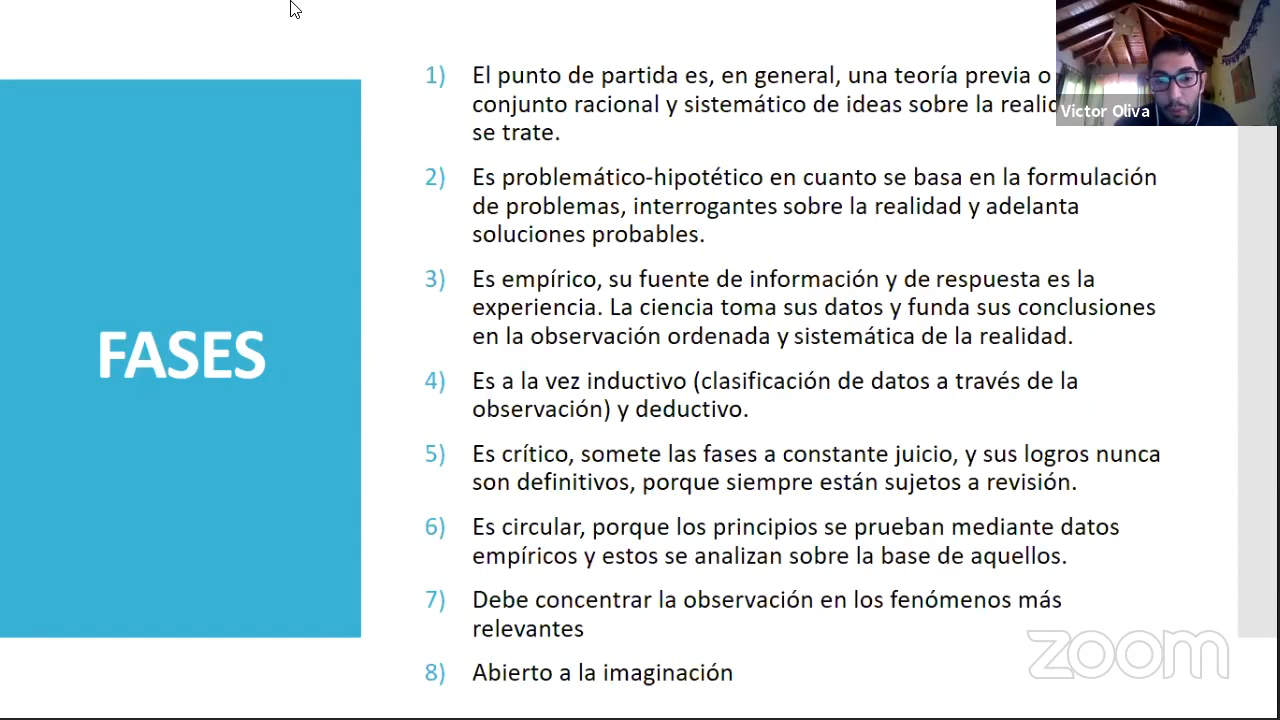 FASES
1) El punto de partida es, en general, una teoría previa o
conjunto racional y sistemático de ideas sobre la
se trate.
2) Es problemático-hipotético en cuanto se basa en la formulación
de problemas, interrogantes sobre la realidad y adelanta
soluciones probables.
3) Es empírico, su fuente de información y de respuesta es la
experiencia. La ciencia toma sus datos y funda sus conclusiones
en la observación ordenada y sistemática de la realidad.
4) Es a la vez inductivo (clasificación de datos a través de la
observación) y deductivo.
5) Es crítico, somete las fases a constante juicio, y sus logros nunca
son definitivos, porque siempre están sujetos a revisión.
6) Es circular, porque los principios se prueban mediante datos
empíricos y estos se analizan sobre la base de aquellos.
7) Debe concentrar la observación en los fenómenos más
relevantes
8) Abierto a la imaginación
Victor Oliva
zoom